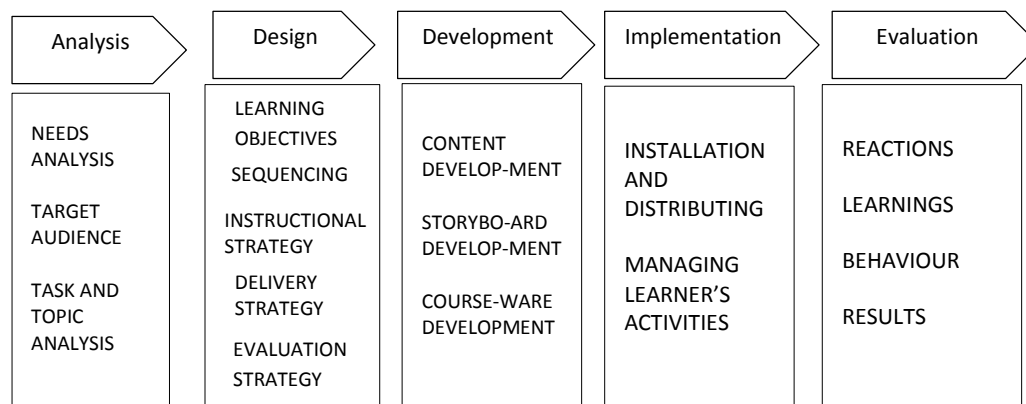 Analysis
Design
Development
Implementation
Evaluation
NEEDS
ANALYSIS
TARGET
AUDIENCE
TASK AND
TOPIC
ANALYSIS
LEARNING
OBJECTIVES
SEQUENCING
INSTRUCTIONAL
STRATEGY
DELIVERY
STRATEGY
EVALUATION
STRATEGY
CONTENT
DEVELOP-MENT
STORYBO-ARD
DEVELOP-MENT
COURSE-WARE
DEVELOPMENT
INSTALLATION
AND
DISTRIBUTING
MANAGING
LEARNER’S
ACTIVITIES
REACTIONS
LEARNINGS
BEHAVIOUR
RESULTS